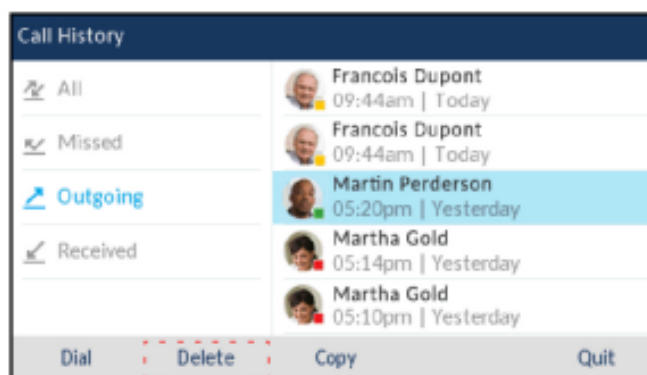 Call History
All
Missed
Outgoing
Received
Francois Dupont
09:44am | Today
Francois Dupont
09:44am | Today
Martin Perderson
05:20pm | Yesterday
Martha Gold
05:14pm | Yesterday
Martha Gold
05:10pm | Yesterday
Dial Delete Copy Quit